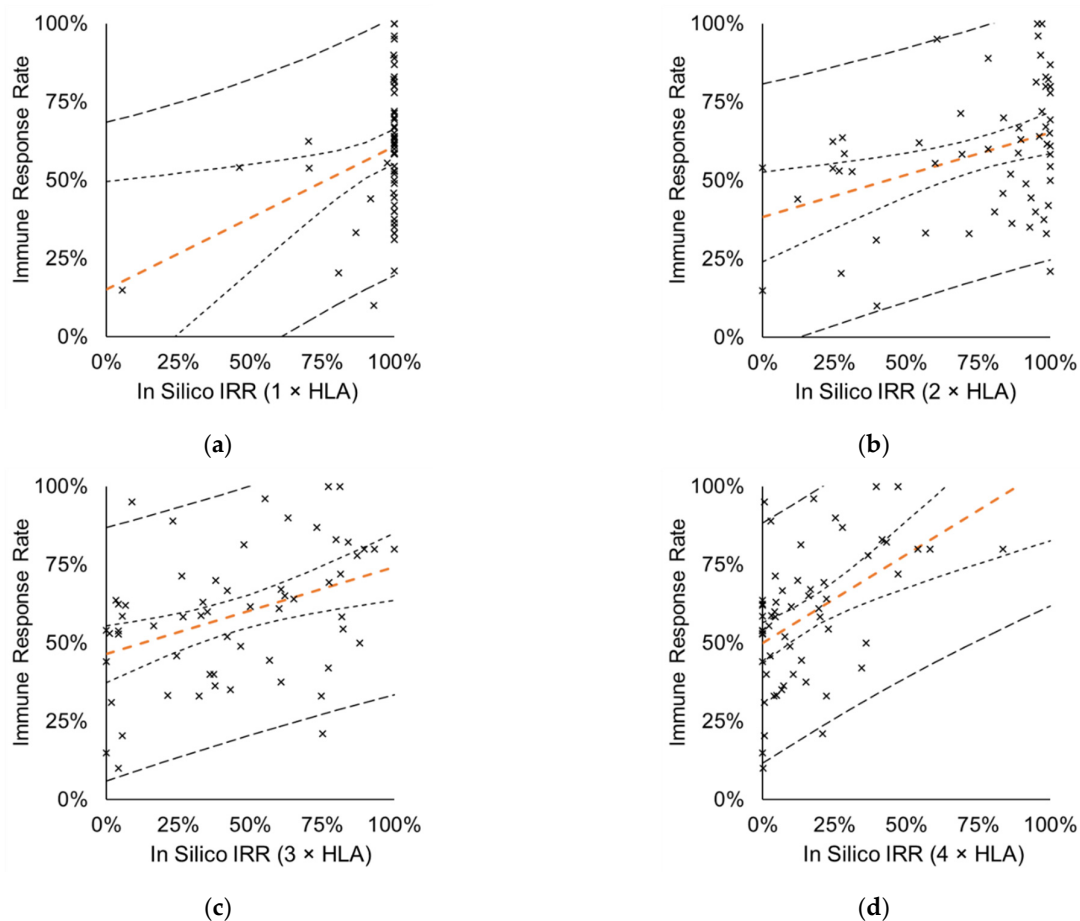 100%
75%
50%
25%
0%
Immune Response Rate
0% 25% 50% 75% 100%
In Silico IRR (1 × HLA)
(a)
100%
75%
50%
25%
0%
Immune Response Rate
0% 25% 50% 75% 100%
In Silico IRR (2 × HLA)
(b)
100%
75%
50%
25%
0%
Immune Response Rate
0% 25% 50% 75% 100%
In Silico IRR (3 × HLA)
(c)
100%
75%
50%
25%
0%
Immune Response Rate
0% 25% 50% 75% 100%
In Silico IRR (4 × HLA)
(d)